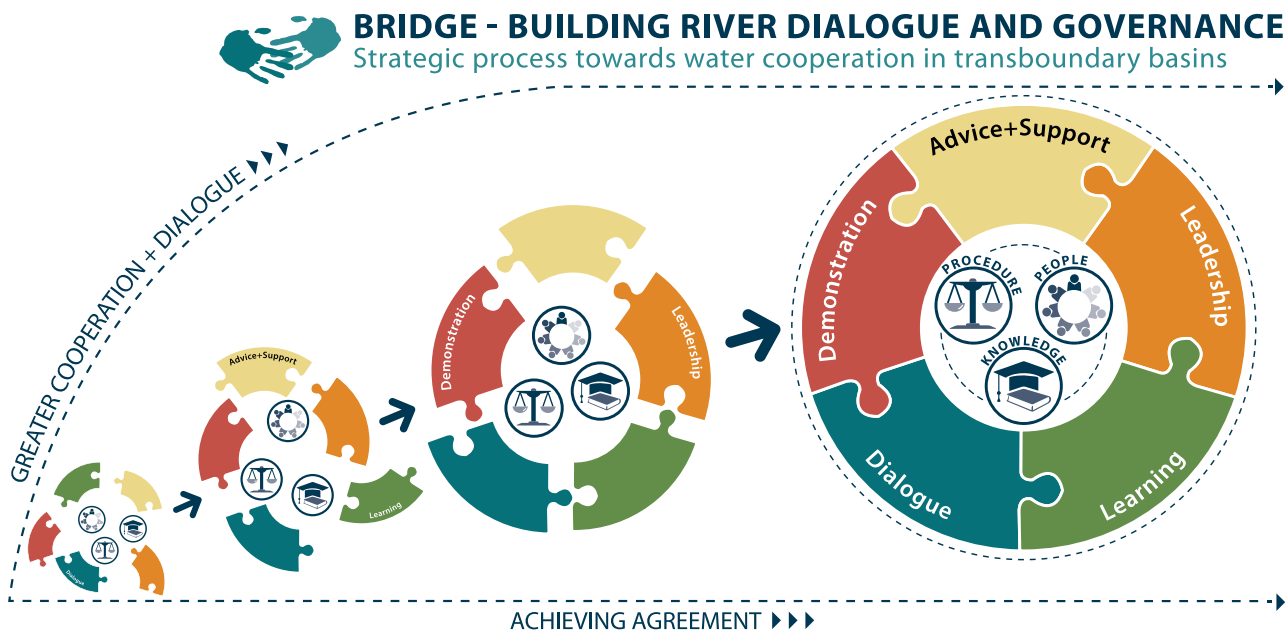 BRIDGE - BUILDING RIVER DIALOGUE AND GOVERNANCE
Strategic process towards water cooperation in transboundary basins
GREATER COOPERATION + DIALOGUE
Dialogue
Advice+Support
Learning
Demonstration
Leadership
Advice+Support
Demonstration
Leadership
PROCEDURE
PEOPLE
KNOWLEDGE
Dialogue
Learning
ACHIEVING AGREEMENT